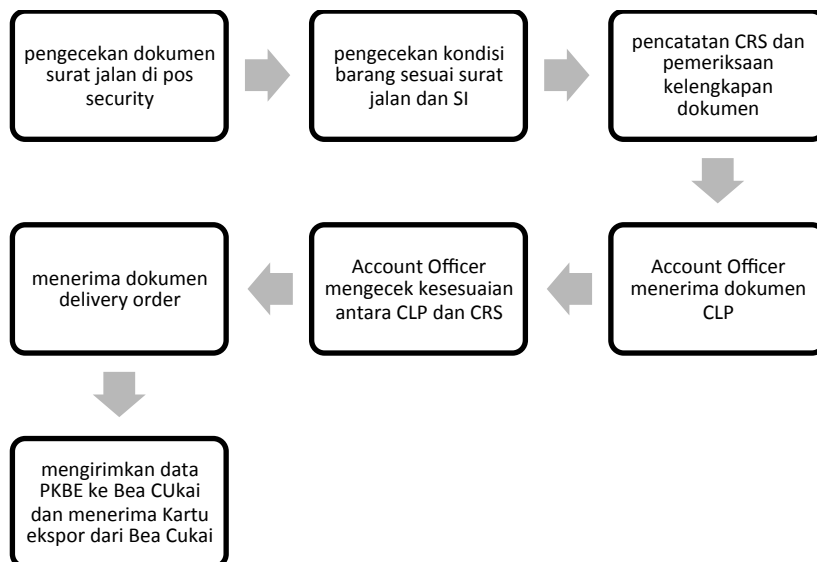 pengecekan dokumen
surat jalan di pos
security
pengecekan kondisi
barang sesuai surat
jalan dan SI
pencatatan CRS dan
pemeriksaan
kelengkapan
dokumen
Account Officer
menerima dokumen
CLP
Account Officer
mengecek kesesuaian
antara CLP dan CRS
menerima dokumen
delivery order
mengirimkan data
PKBE ke Bea CUkai
dan menerima Kartu
ekspor dari Bea Cukai